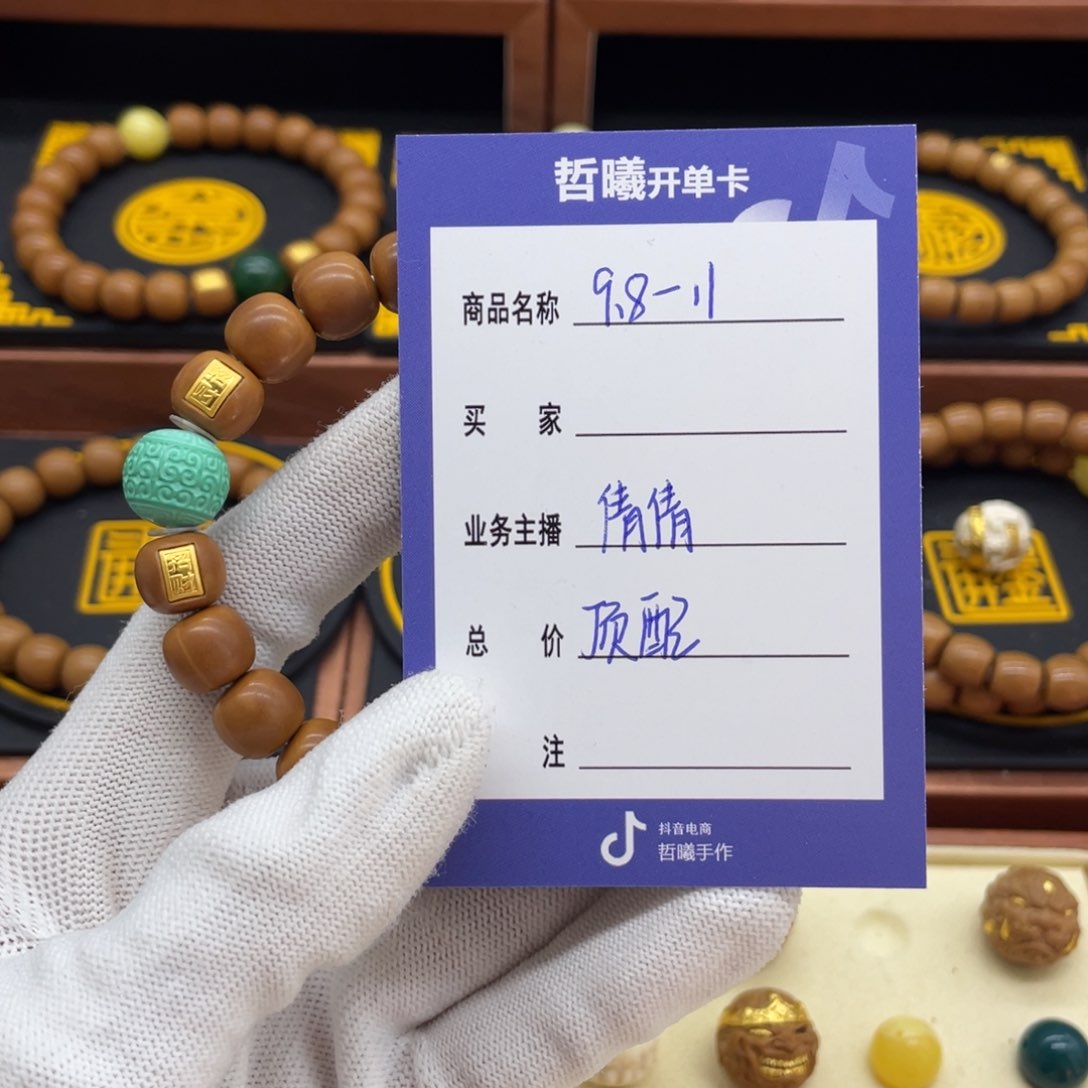 哲曦开单卡
商品名称 9.8-11
买家
业务主播 倩倩
总价 顶配
注
抖音电商
哲曦手作